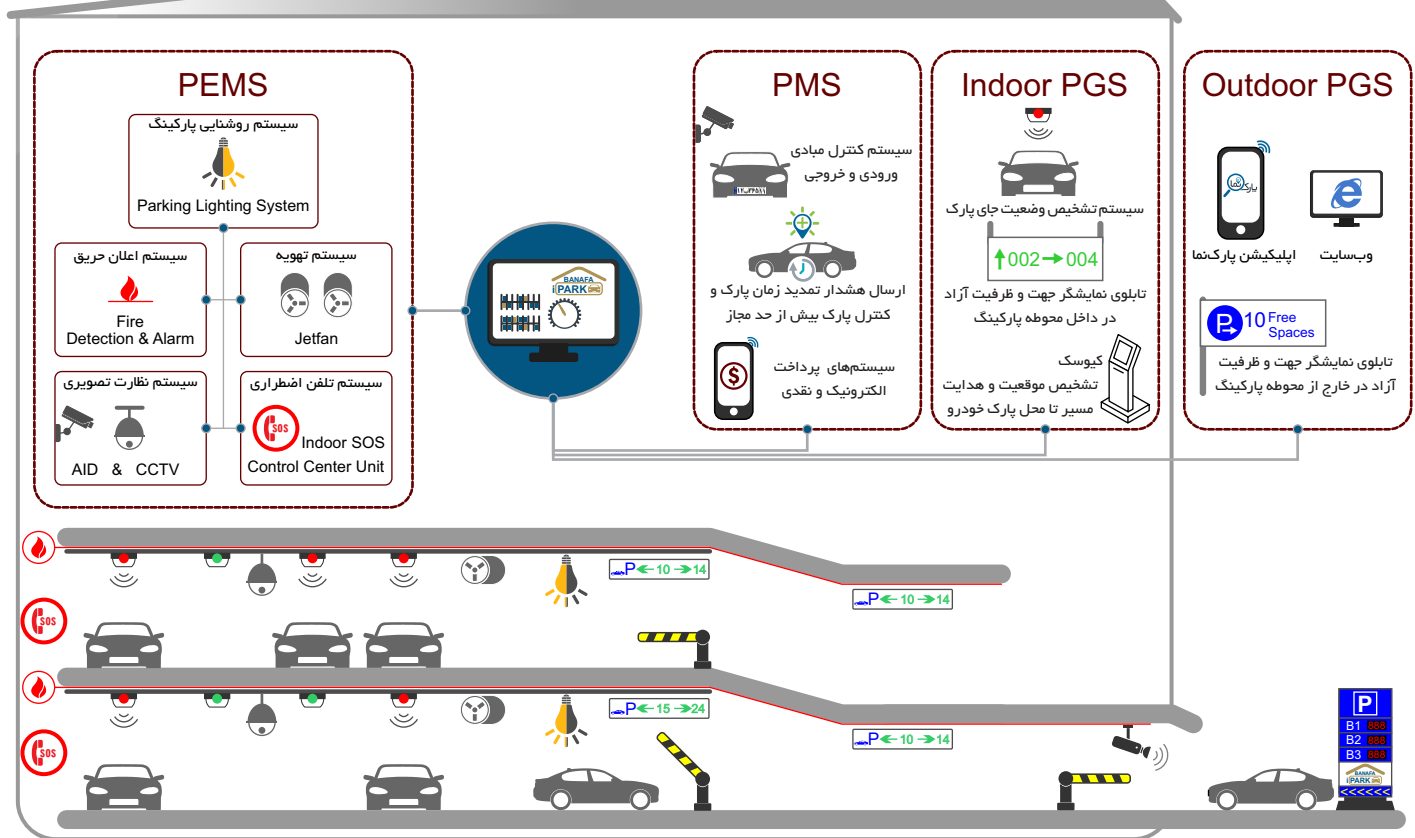 PEMS
سیستم روشنایی پارکینگ
Parking Lighting System
سیستم اعلان حریق
Fire
Detection & Alarm
سیستم تهویه
Jetfan
سیستم نظارت تصویری
AID & CCTV
سیستم تلفن اضطراری
SOS
Indoor SOS
Control Center Unit
BANAFA
iPARK
PMS
سیستم کنترل مبادی
ورودی و خروجی
ارسال هشدار تمدید زمان پارک و
کنترل پارک بیش از حد مجاز
سیستم‌های پرداخت
الکترونیک و نقدی
Indoor PGS
سیستم تشخیص وضعیت جای پارک
↑002→004
تابلوی نمایشگر جهت و ظرفیت آزاد
در داخل محوطه پارکینگ
کیوسک
تشخیص موقعیت و هدایت
مسیر تا محل پارک خودرو
Outdoor PGS
پارک‌نما
اپلیکیشن پارک‌نما
وب‌سایت
P 10 Free
Spaces
تابلوی نمایشگر جهت و ظرفیت
آزاد در خارج از محوطه پارکینگ
P←10→14
P←10→14
SOS
P←15→24
P←10→14
SOS
P
B1 888
B2 888
B3 888
BANAFA
iPARK
<<<<<<